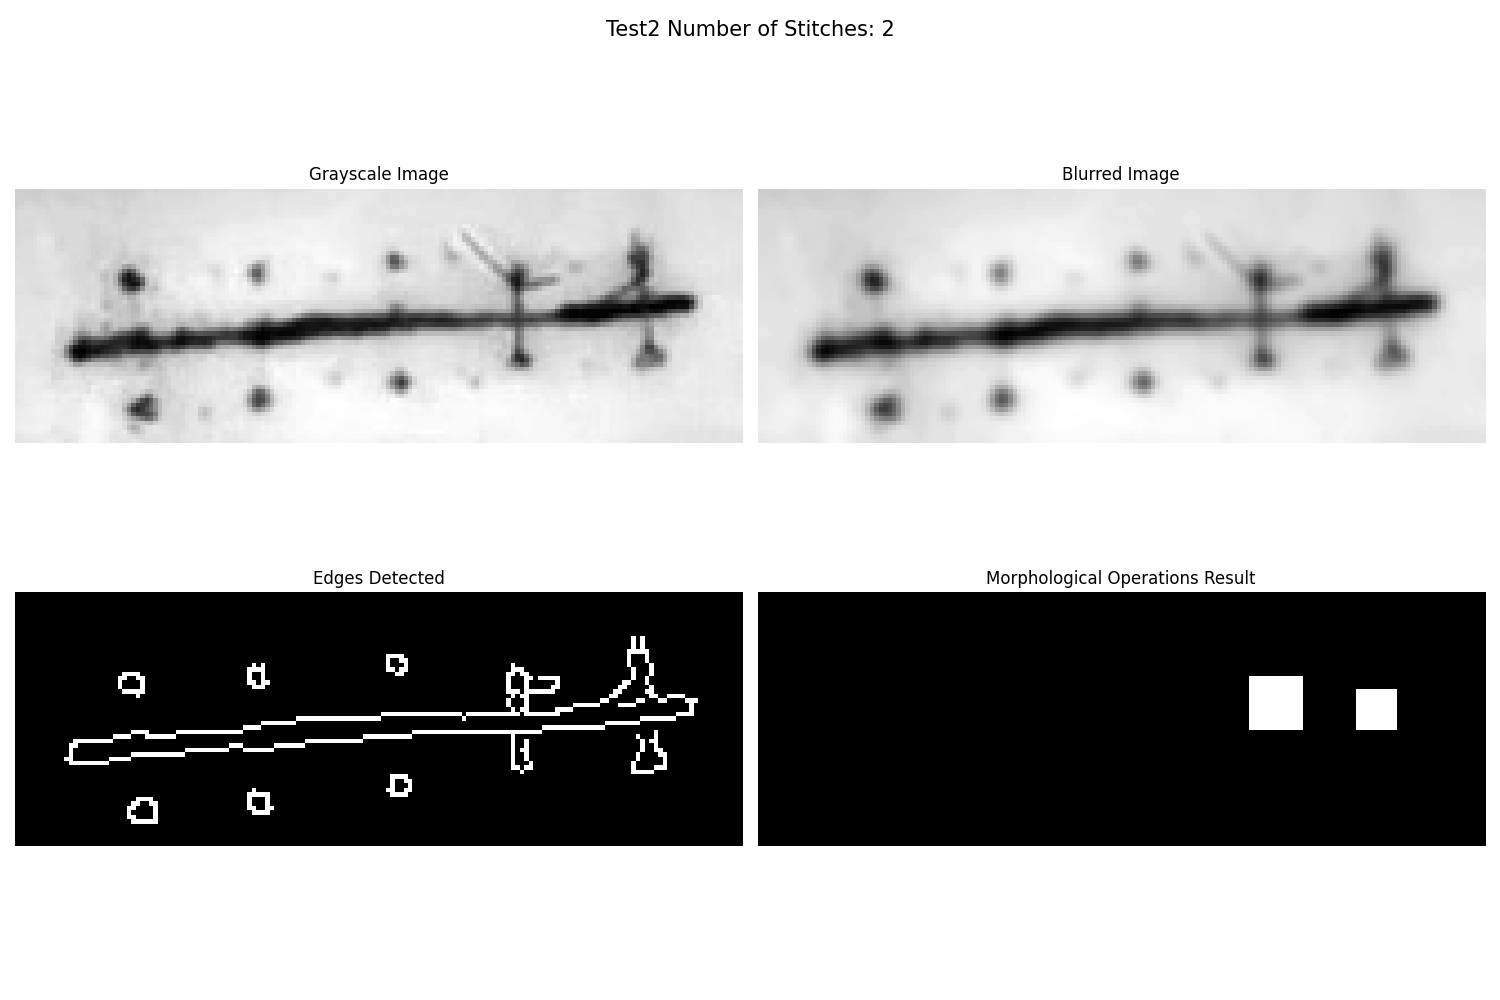 Test2 Number of Stitches: 2
Grayscale Image
Blurred Image
Edges Detected
Morphological Operations Result